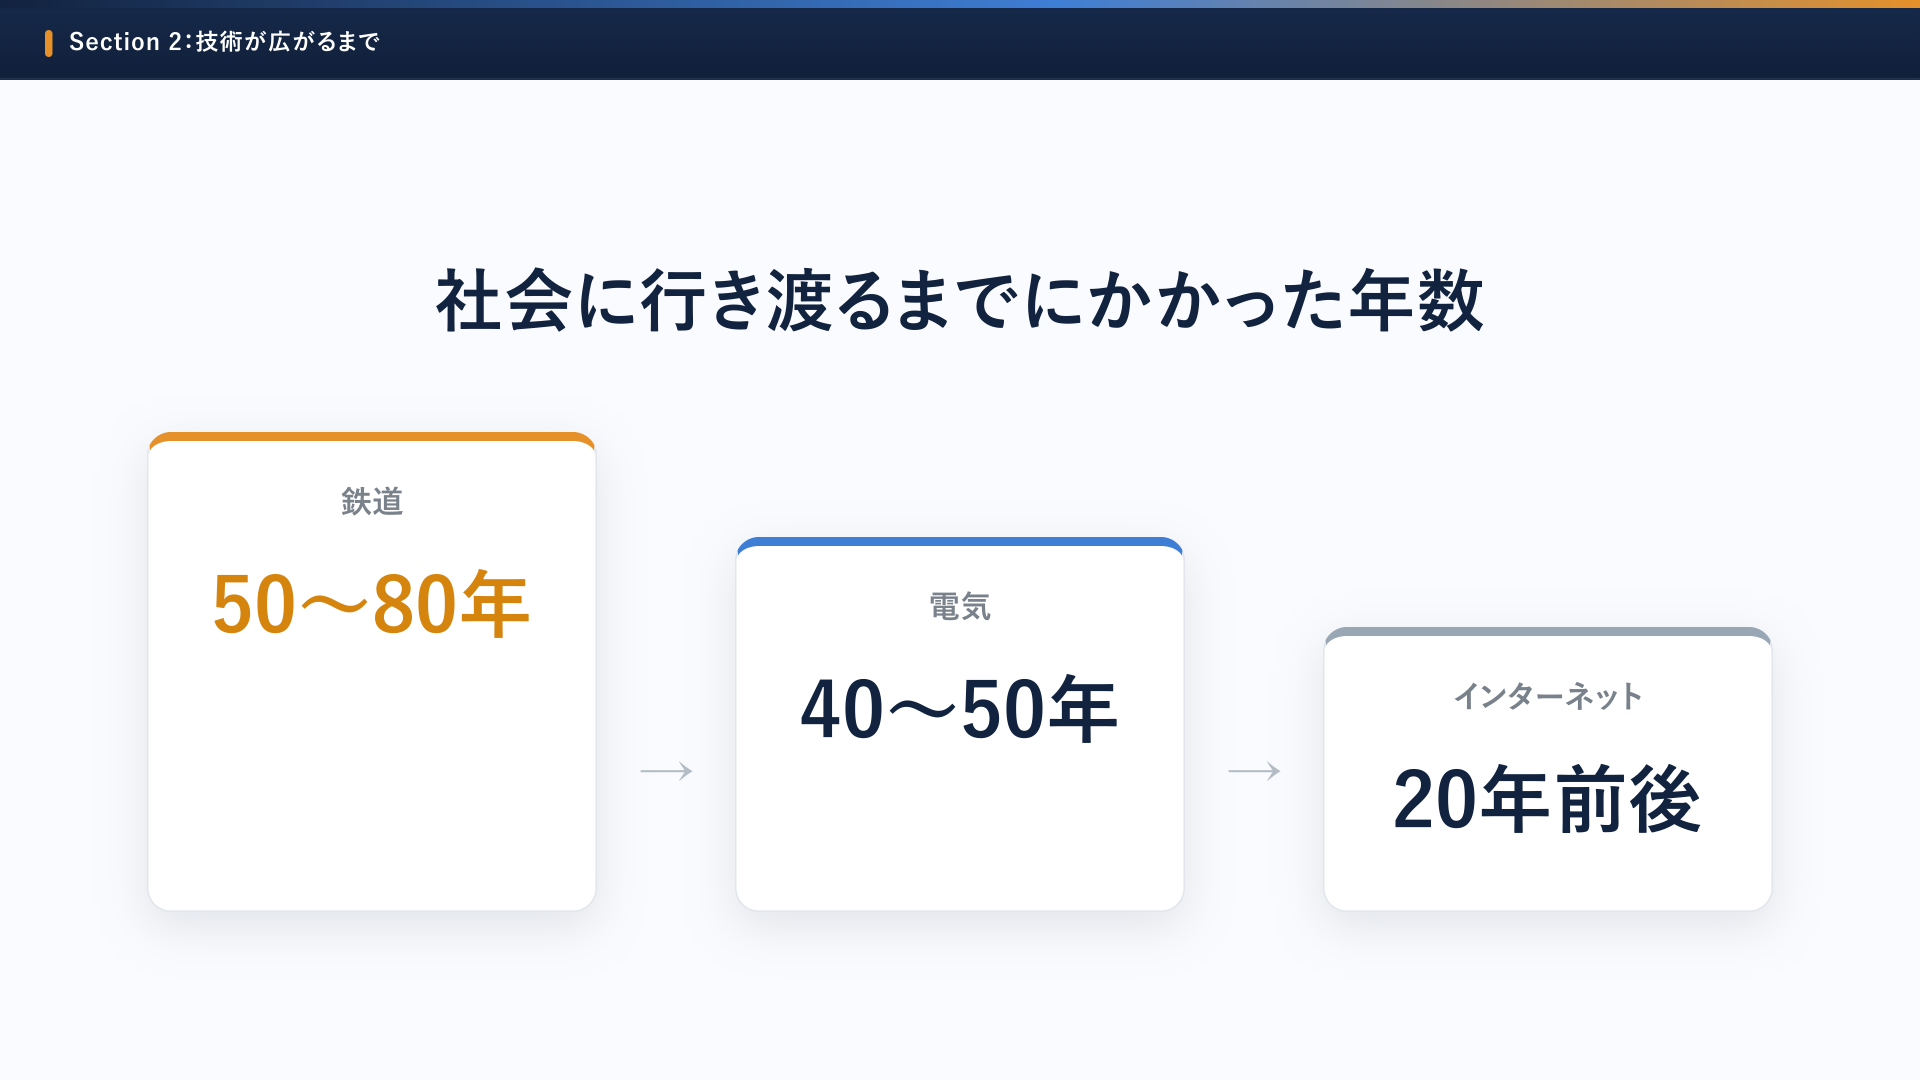 Section 2：技術が広がるまで
社会に行き渡るまでにかかった年数
鉄道
50〜80年
→
電気
40〜50年
→
インターネット
20年前後